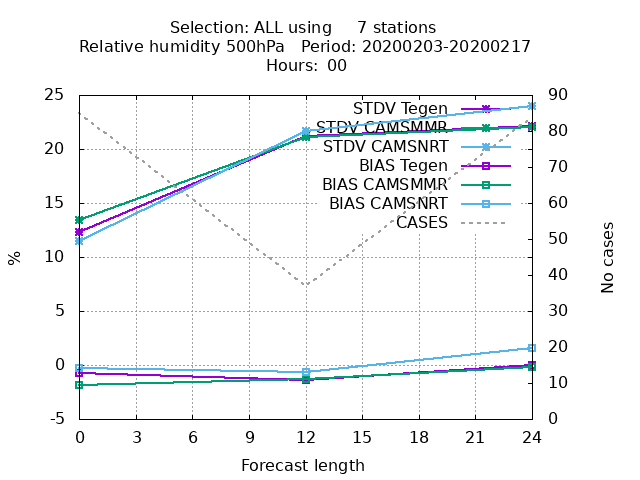 Selection: ALL using 7 stations
Relative humidity 500hPa Period: 20200203-20200217
Hours: 00
25
20
15
10
5
0
-5
%
90
80
70
60
50
40
30
20
10
0
No cases
STDV Tegen
STDV CAMSMMR
STDV CAMSNRT
BIAS Tegen
BIAS CAMSMMR
BIAS CAMSNRT
CASES
0 3 6 9 12 15 18 21 24
Forecast length